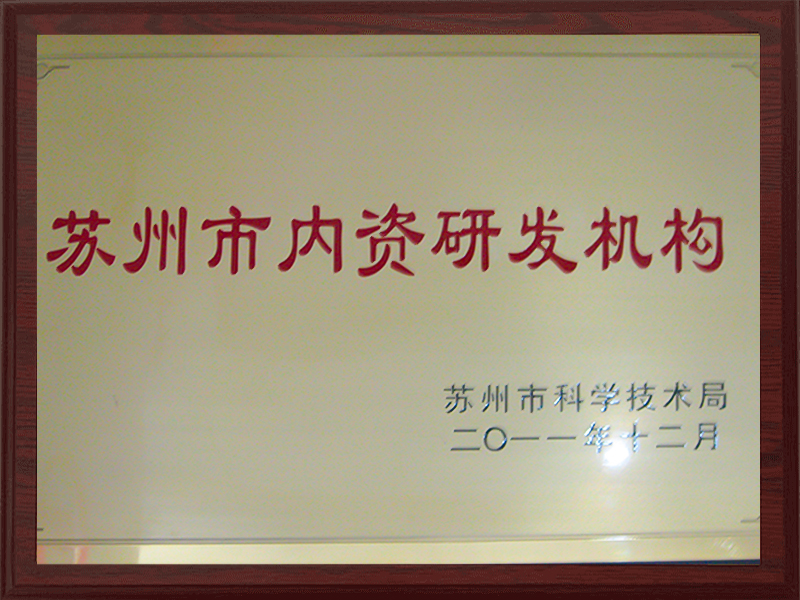 苏州市内资研发机构
苏州市科学技术局
二〇一一年十二月